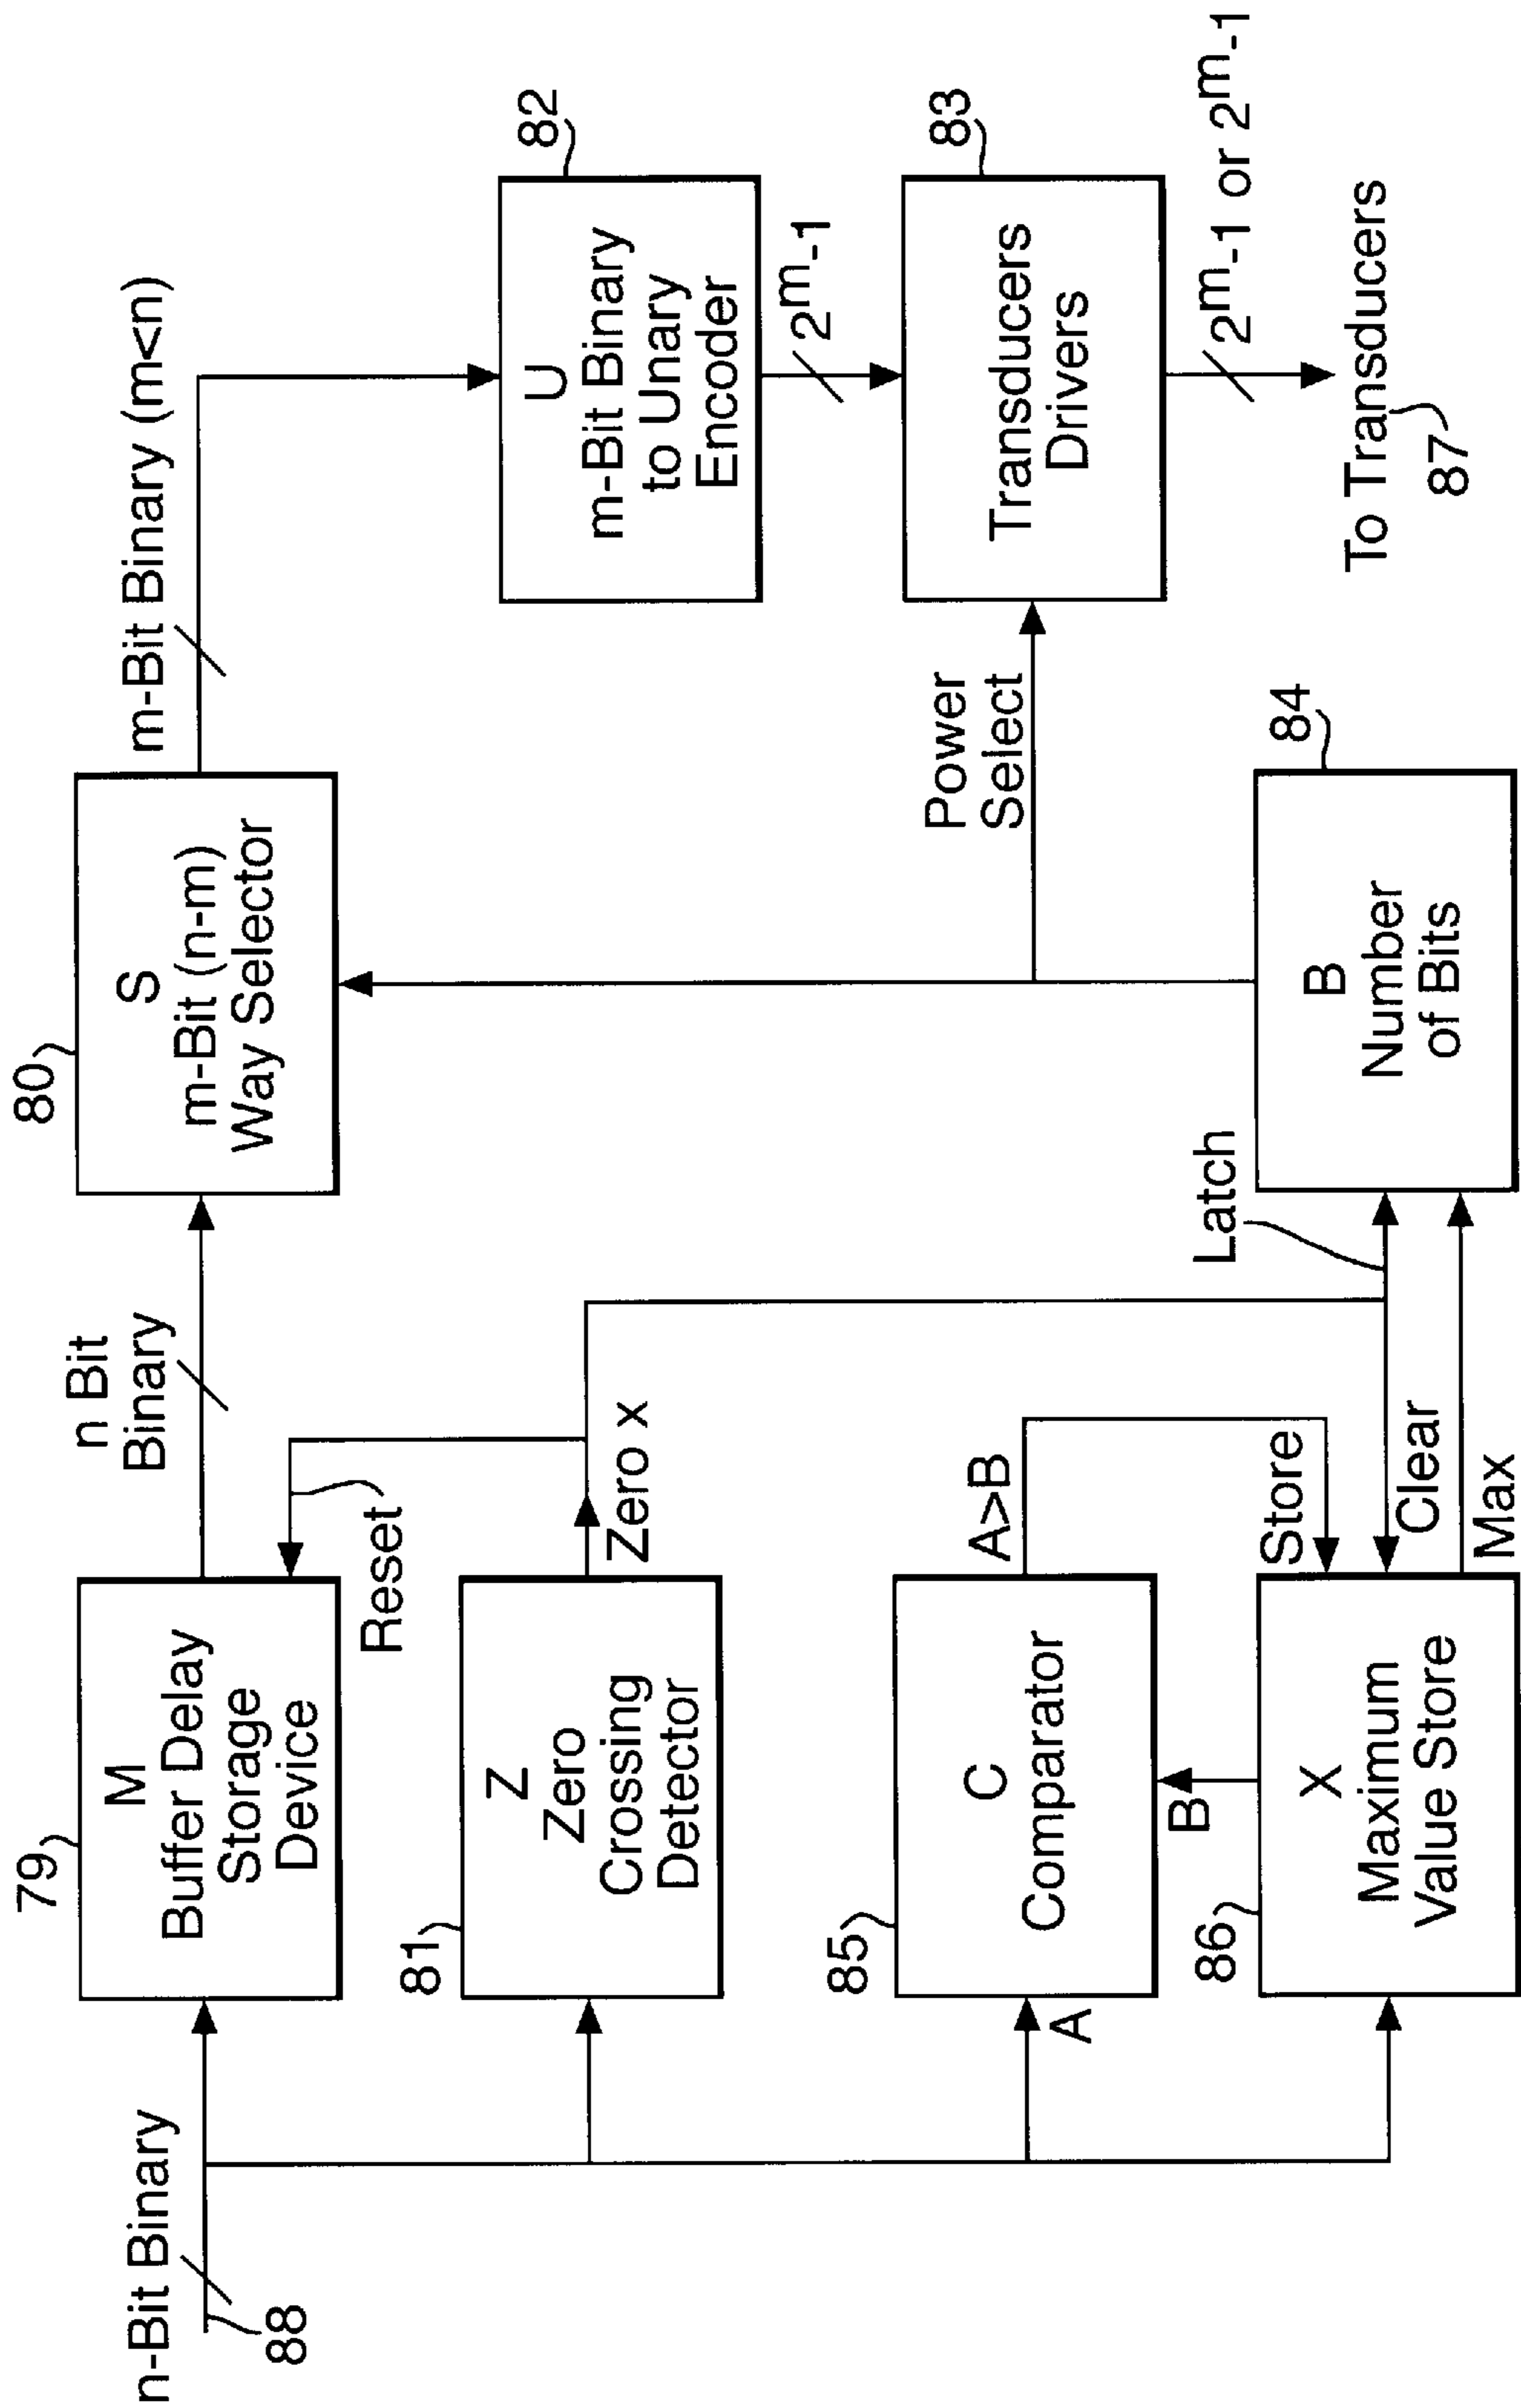 n-Bit Binary
88
79
M
Buffer Delay
Storage
Device
Reset
n Bit
Binary
80
S
m-Bit (n-m)
Way Selector
m-Bit Binary (m<n)
81
Z
Zero
Crossing
Detector
Zero x
82
U
m-Bit Binary
to Unary
Encoder
2m-1
85
A
C
Comparator
A>B
B
Store
Power
Select
83
Transducers
Drivers
2m-1 or 2m-1
To Transducers
87
86
X
Maximum
Value Store
Clear
Max
Latch
84
B
Number
of Bits